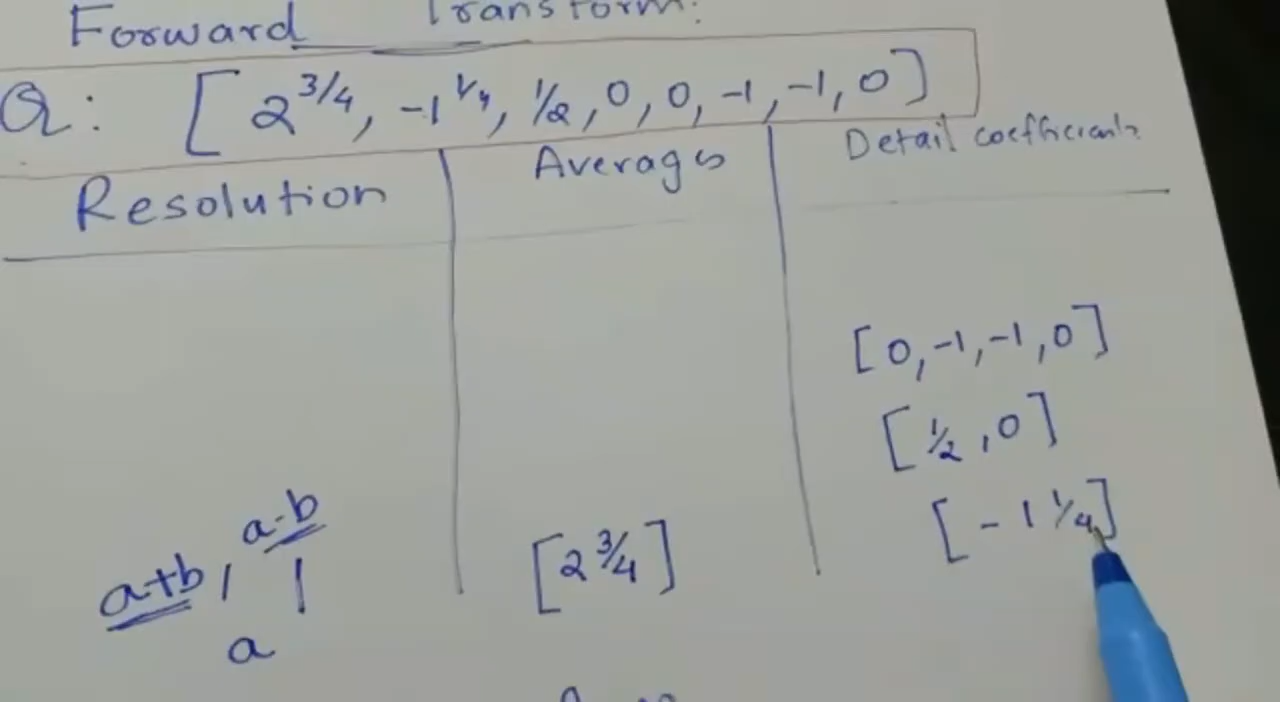 Forward Transform:
Q: [2 3/4, -1 1/4, 1/2, 0, 0, -1, -1, 0]
Resolution Averages Detail coefficients
[0, -1, -1, 0]
[1/2, 0]
[2 3/4] [-1 1/4]
a+b, a-b
a 1